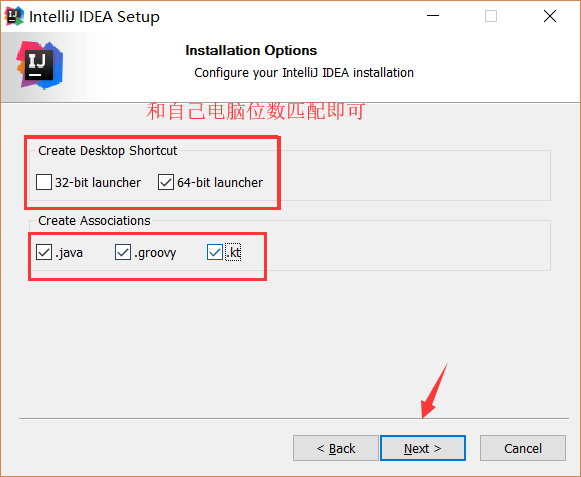 IntelliJ IDEA Setup
IJ
Installation Options
Configure your IntelliJ IDEA installation
和自己电脑位数匹配即可
Create Desktop Shortcut
32-bit launcher 64-bit launcher
Create Associations
.java .groovy .kt
< Back Next > Cancel